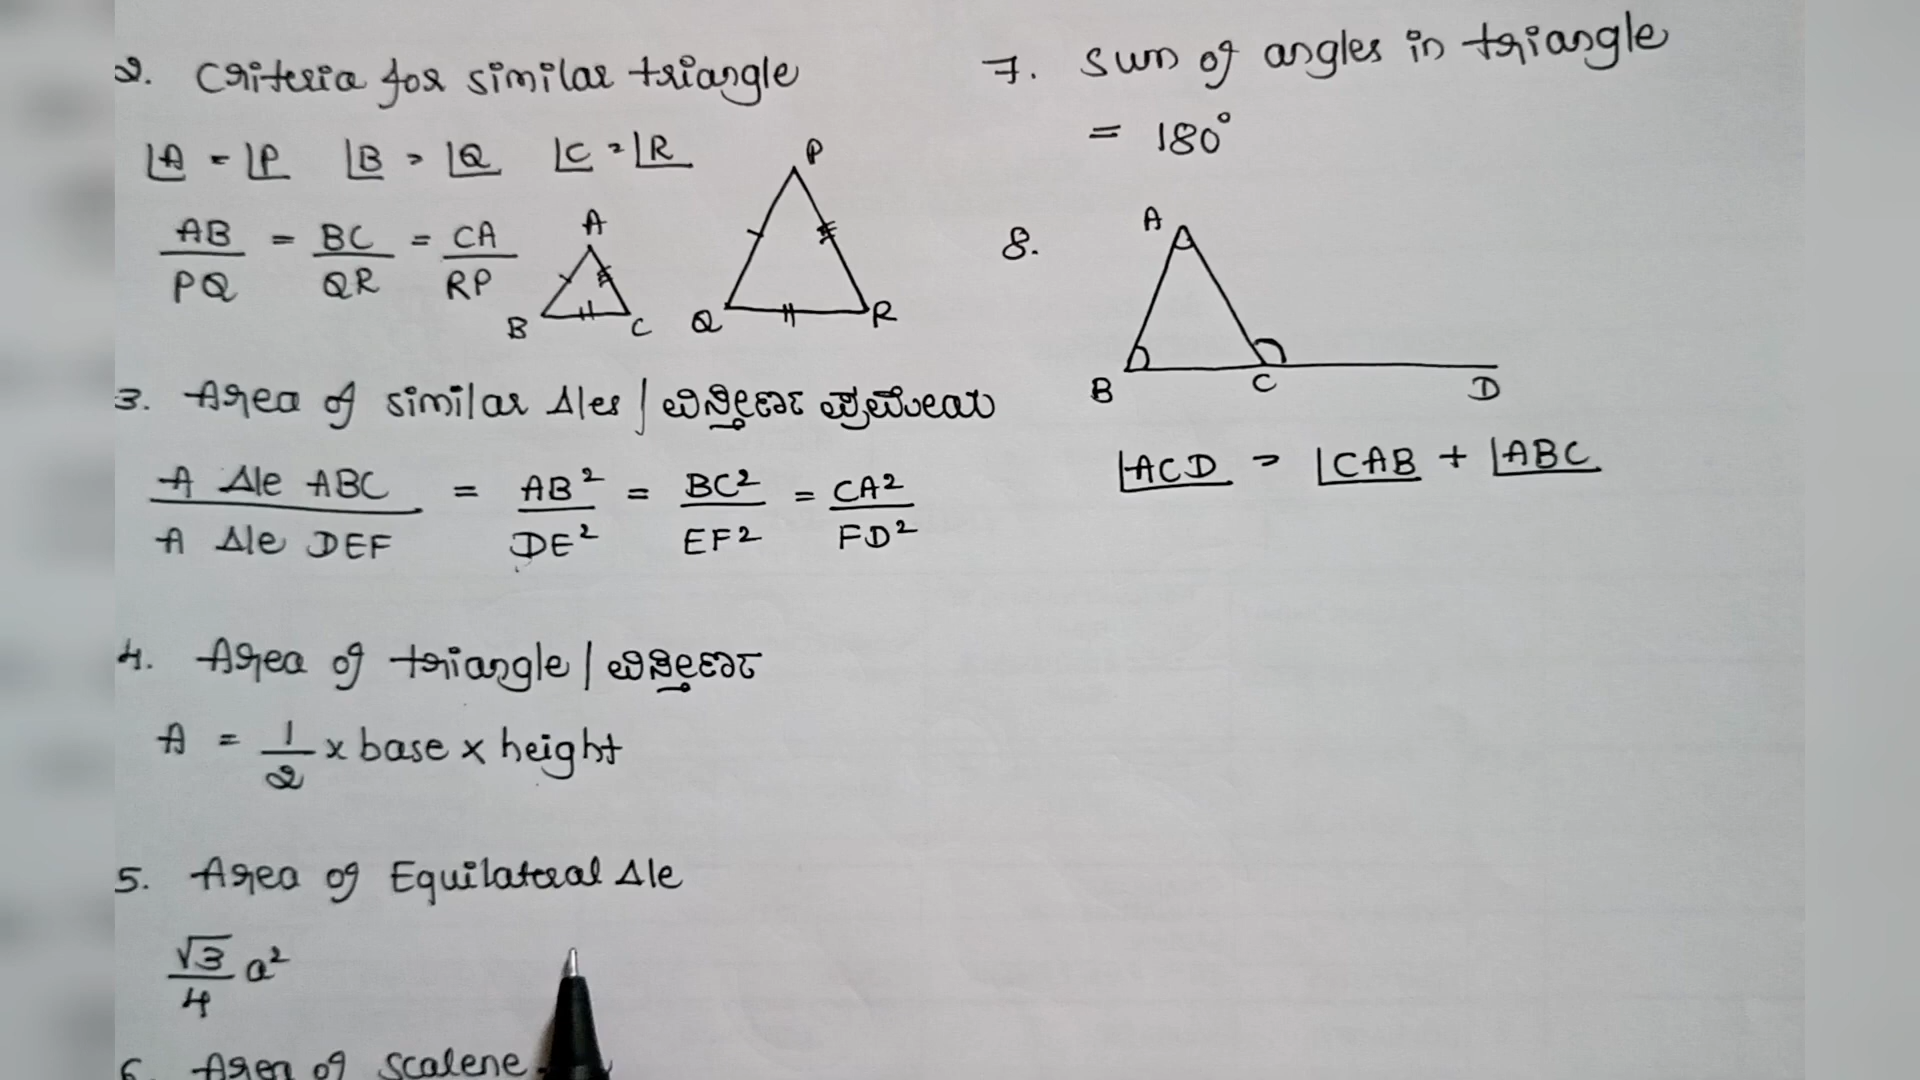 2. Criteria for similar triangle
∠A = ∠P ∠B = ∠Q ∠C = ∠R
AB/PQ = BC/QR = CA/RP
A
B C
P
Q R
3. Area of similar Δles | ವಿಸ್ತೀರ್ಣ ಪ್ರಮೇಯ
A Δle ABC / A Δle DEF = AB²/DE² = BC²/EF² = CA²/FD²
4. Area of triangle | ವಿಸ್ತೀರ್ಣ
A = 1/2 x base x height
5. Area of Equilateral Δle
√3/4 a²
6. Area of scalene
7. sum of angles in triangle
= 180°
8.
A
B C D
∠ACD = ∠CAB + ∠ABC